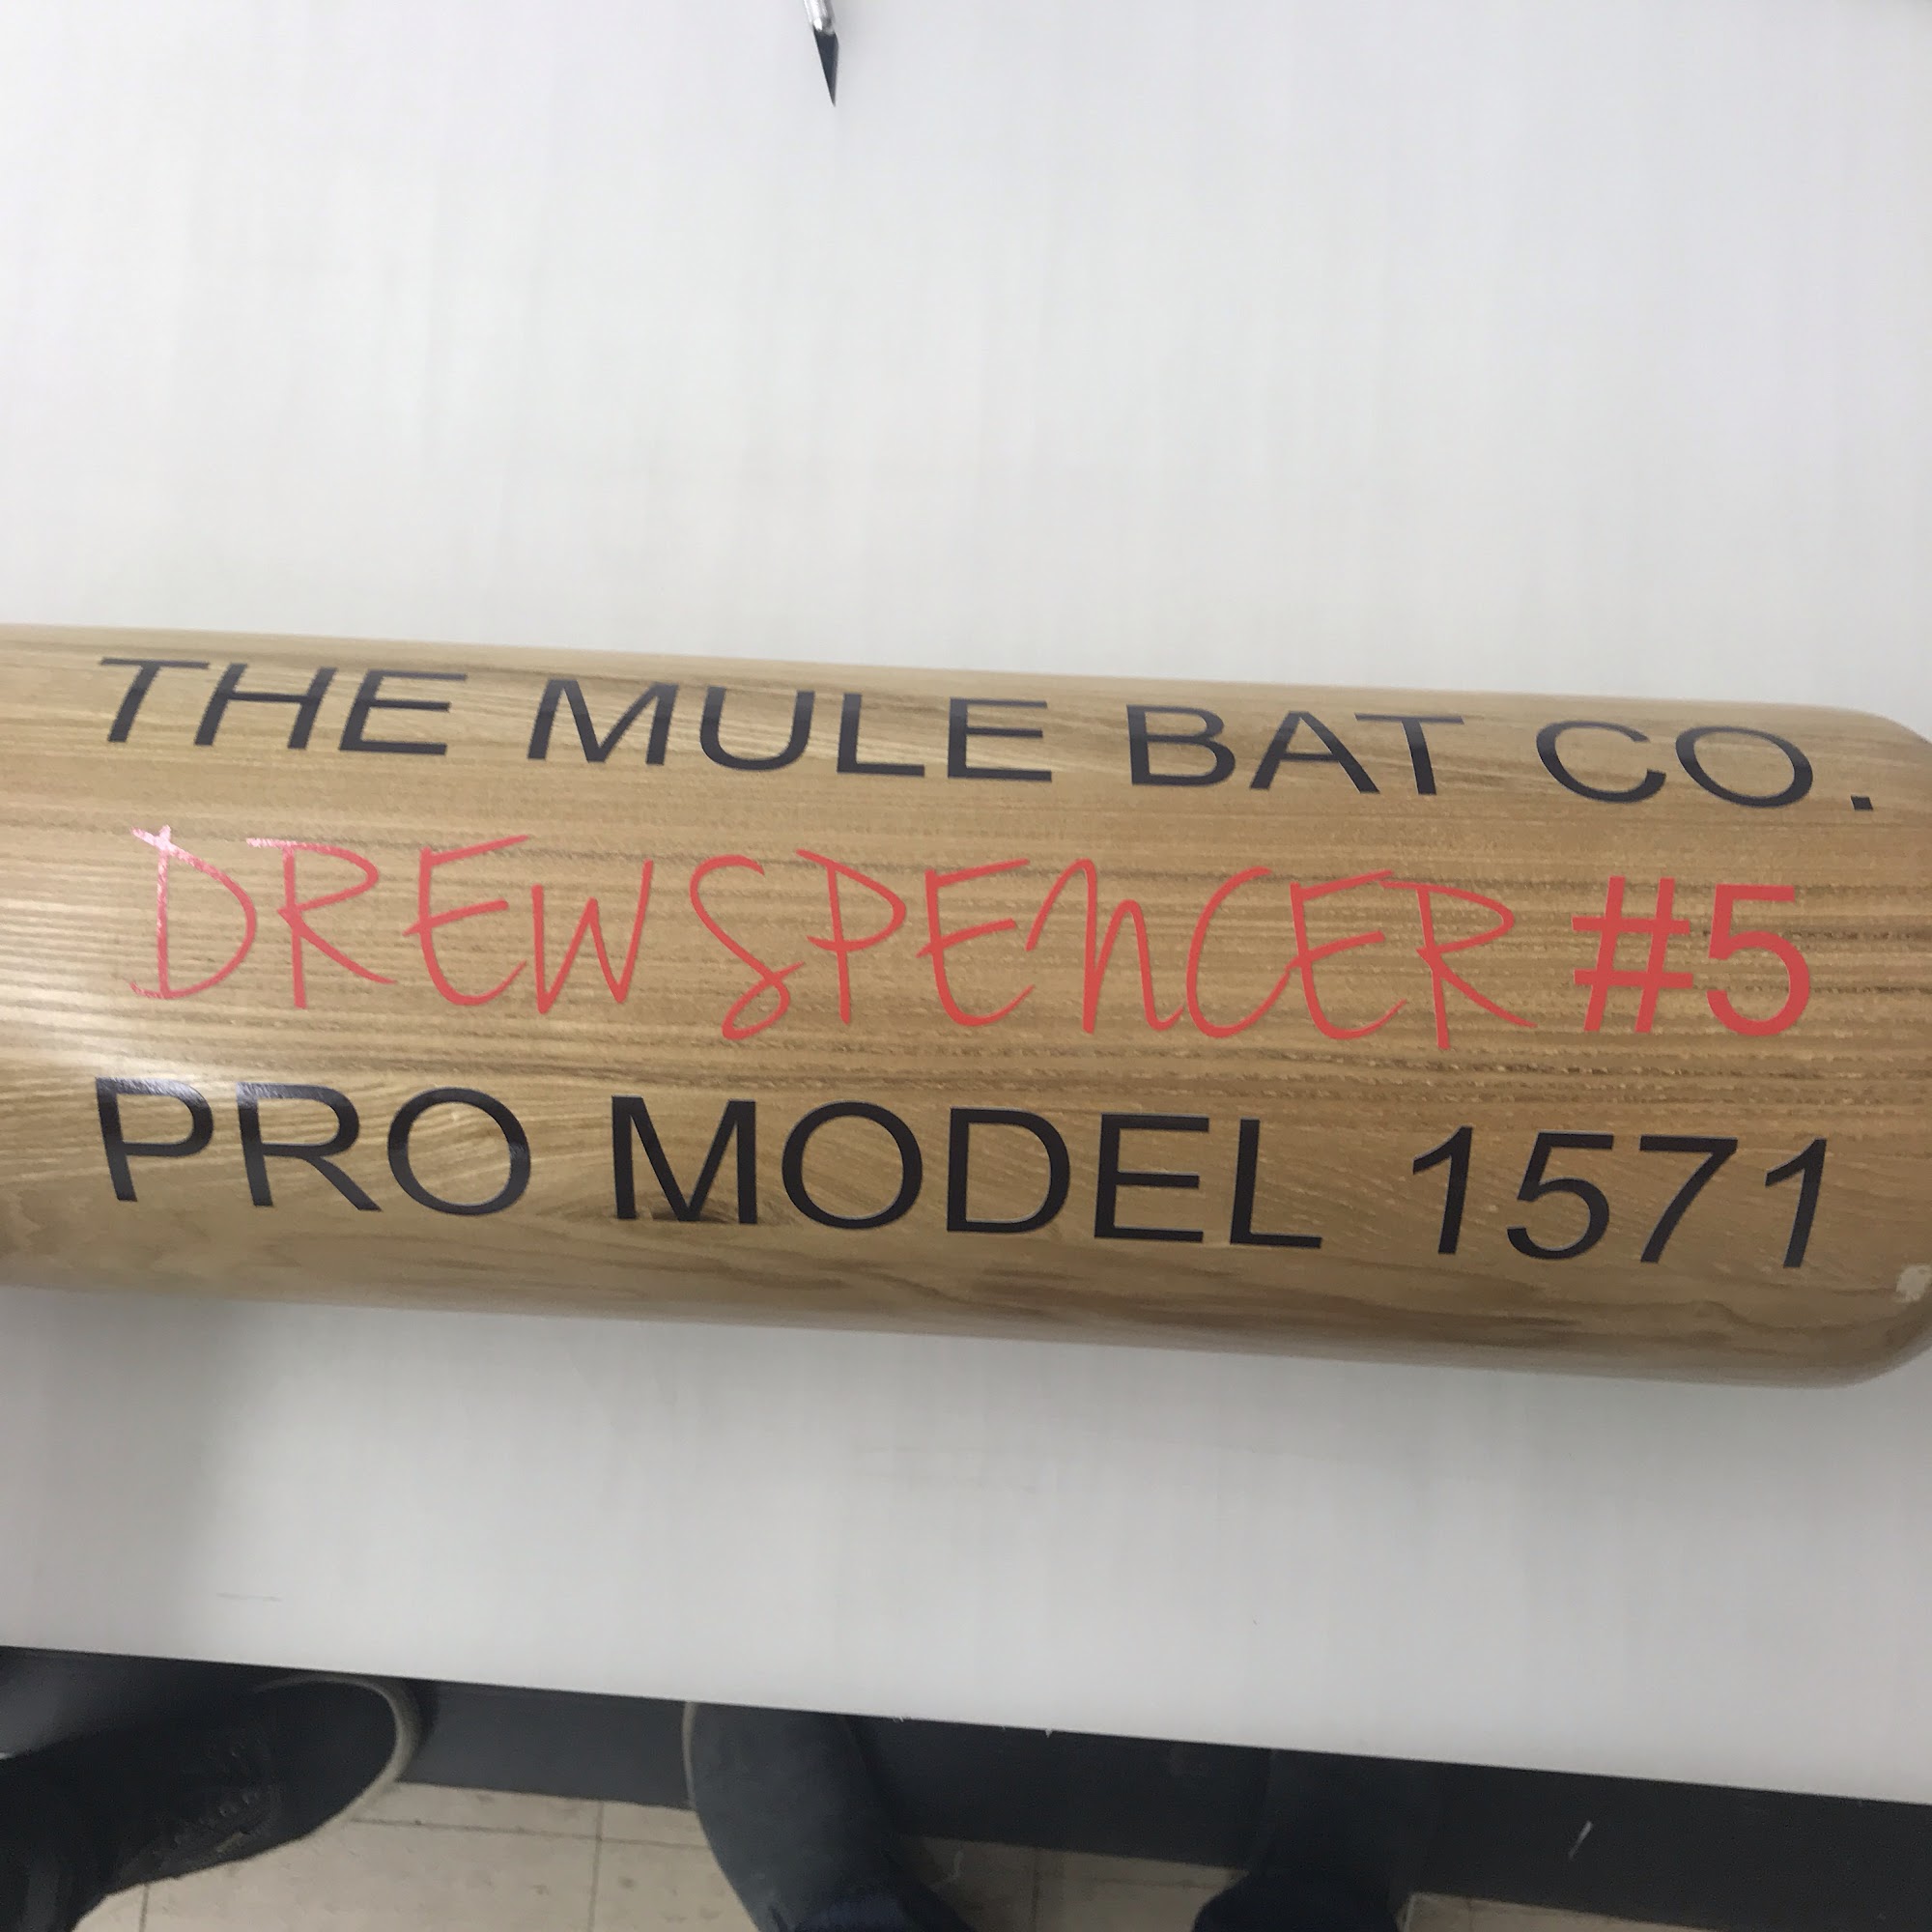 THE MULE BAT CO.
DREW SPENCER #5
PRO MODEL 1571